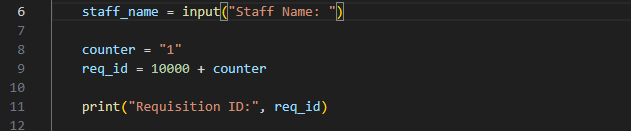 6 staff_name = input("Staff Name: ")
7
8 counter = "1"
9 req_id = 10000 + counter
10
11 print("Requisition ID:", req_id)
12